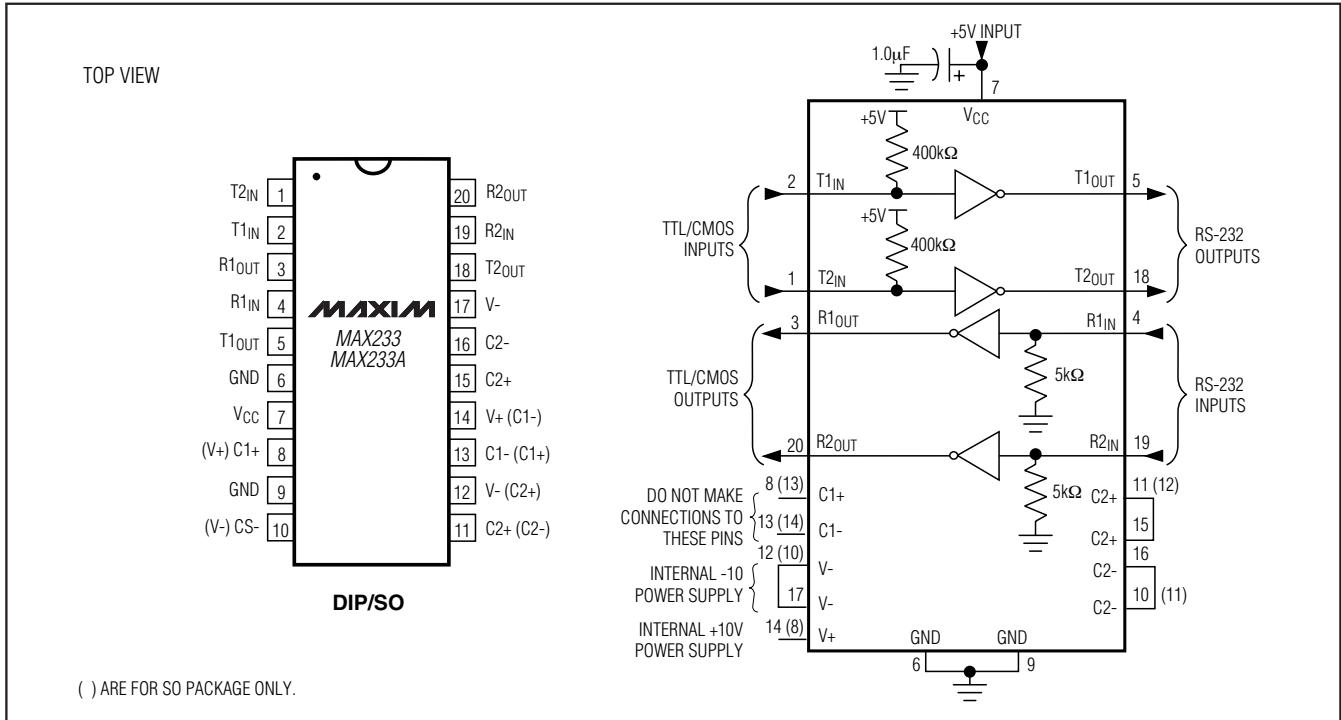 TOP VIEW
T2IN 1
T1IN 2
R1OUT 3
R1IN 4
T1OUT 5
GND 6
VCC 7
(V+) C1+ 8
GND 9
(V-) CS- 10
MAXIM
MAX233
MAX233A
20 R2OUT
19 R2IN
18 T2OUT
17 V-
16 C2-
15 C2+
14 V+ (C1-)
13 C1- (C1+)
12 V- (C2+)
11 C2+ (C2-)
DIP/SO
( ) ARE FOR SO PACKAGE ONLY.
+5V INPUT
1.0µF
+
7
VCC
+5V
400kΩ
2 T1IN
T1OUT 5
+5V
400kΩ
TTL/CMOS
INPUTS
RS-232
OUTPUTS
1 T2IN
T2OUT 18
3 R1OUT
R1IN 4
5kΩ
TTL/CMOS
OUTPUTS
RS-232
INPUTS
20 R2OUT
R2IN 19
5kΩ
DO NOT MAKE
CONNECTIONS TO
THESE PINS
8 (13)
C1+
13 (14)
C1-
INTERNAL -10
POWER SUPPLY
12 (10)
V-
17
V-
INTERNAL +10V
POWER SUPPLY
14 (8)
V+
11 (12)
C2+
15
C2+
16
C2-
10 (11)
C2-
GND GND
6 9